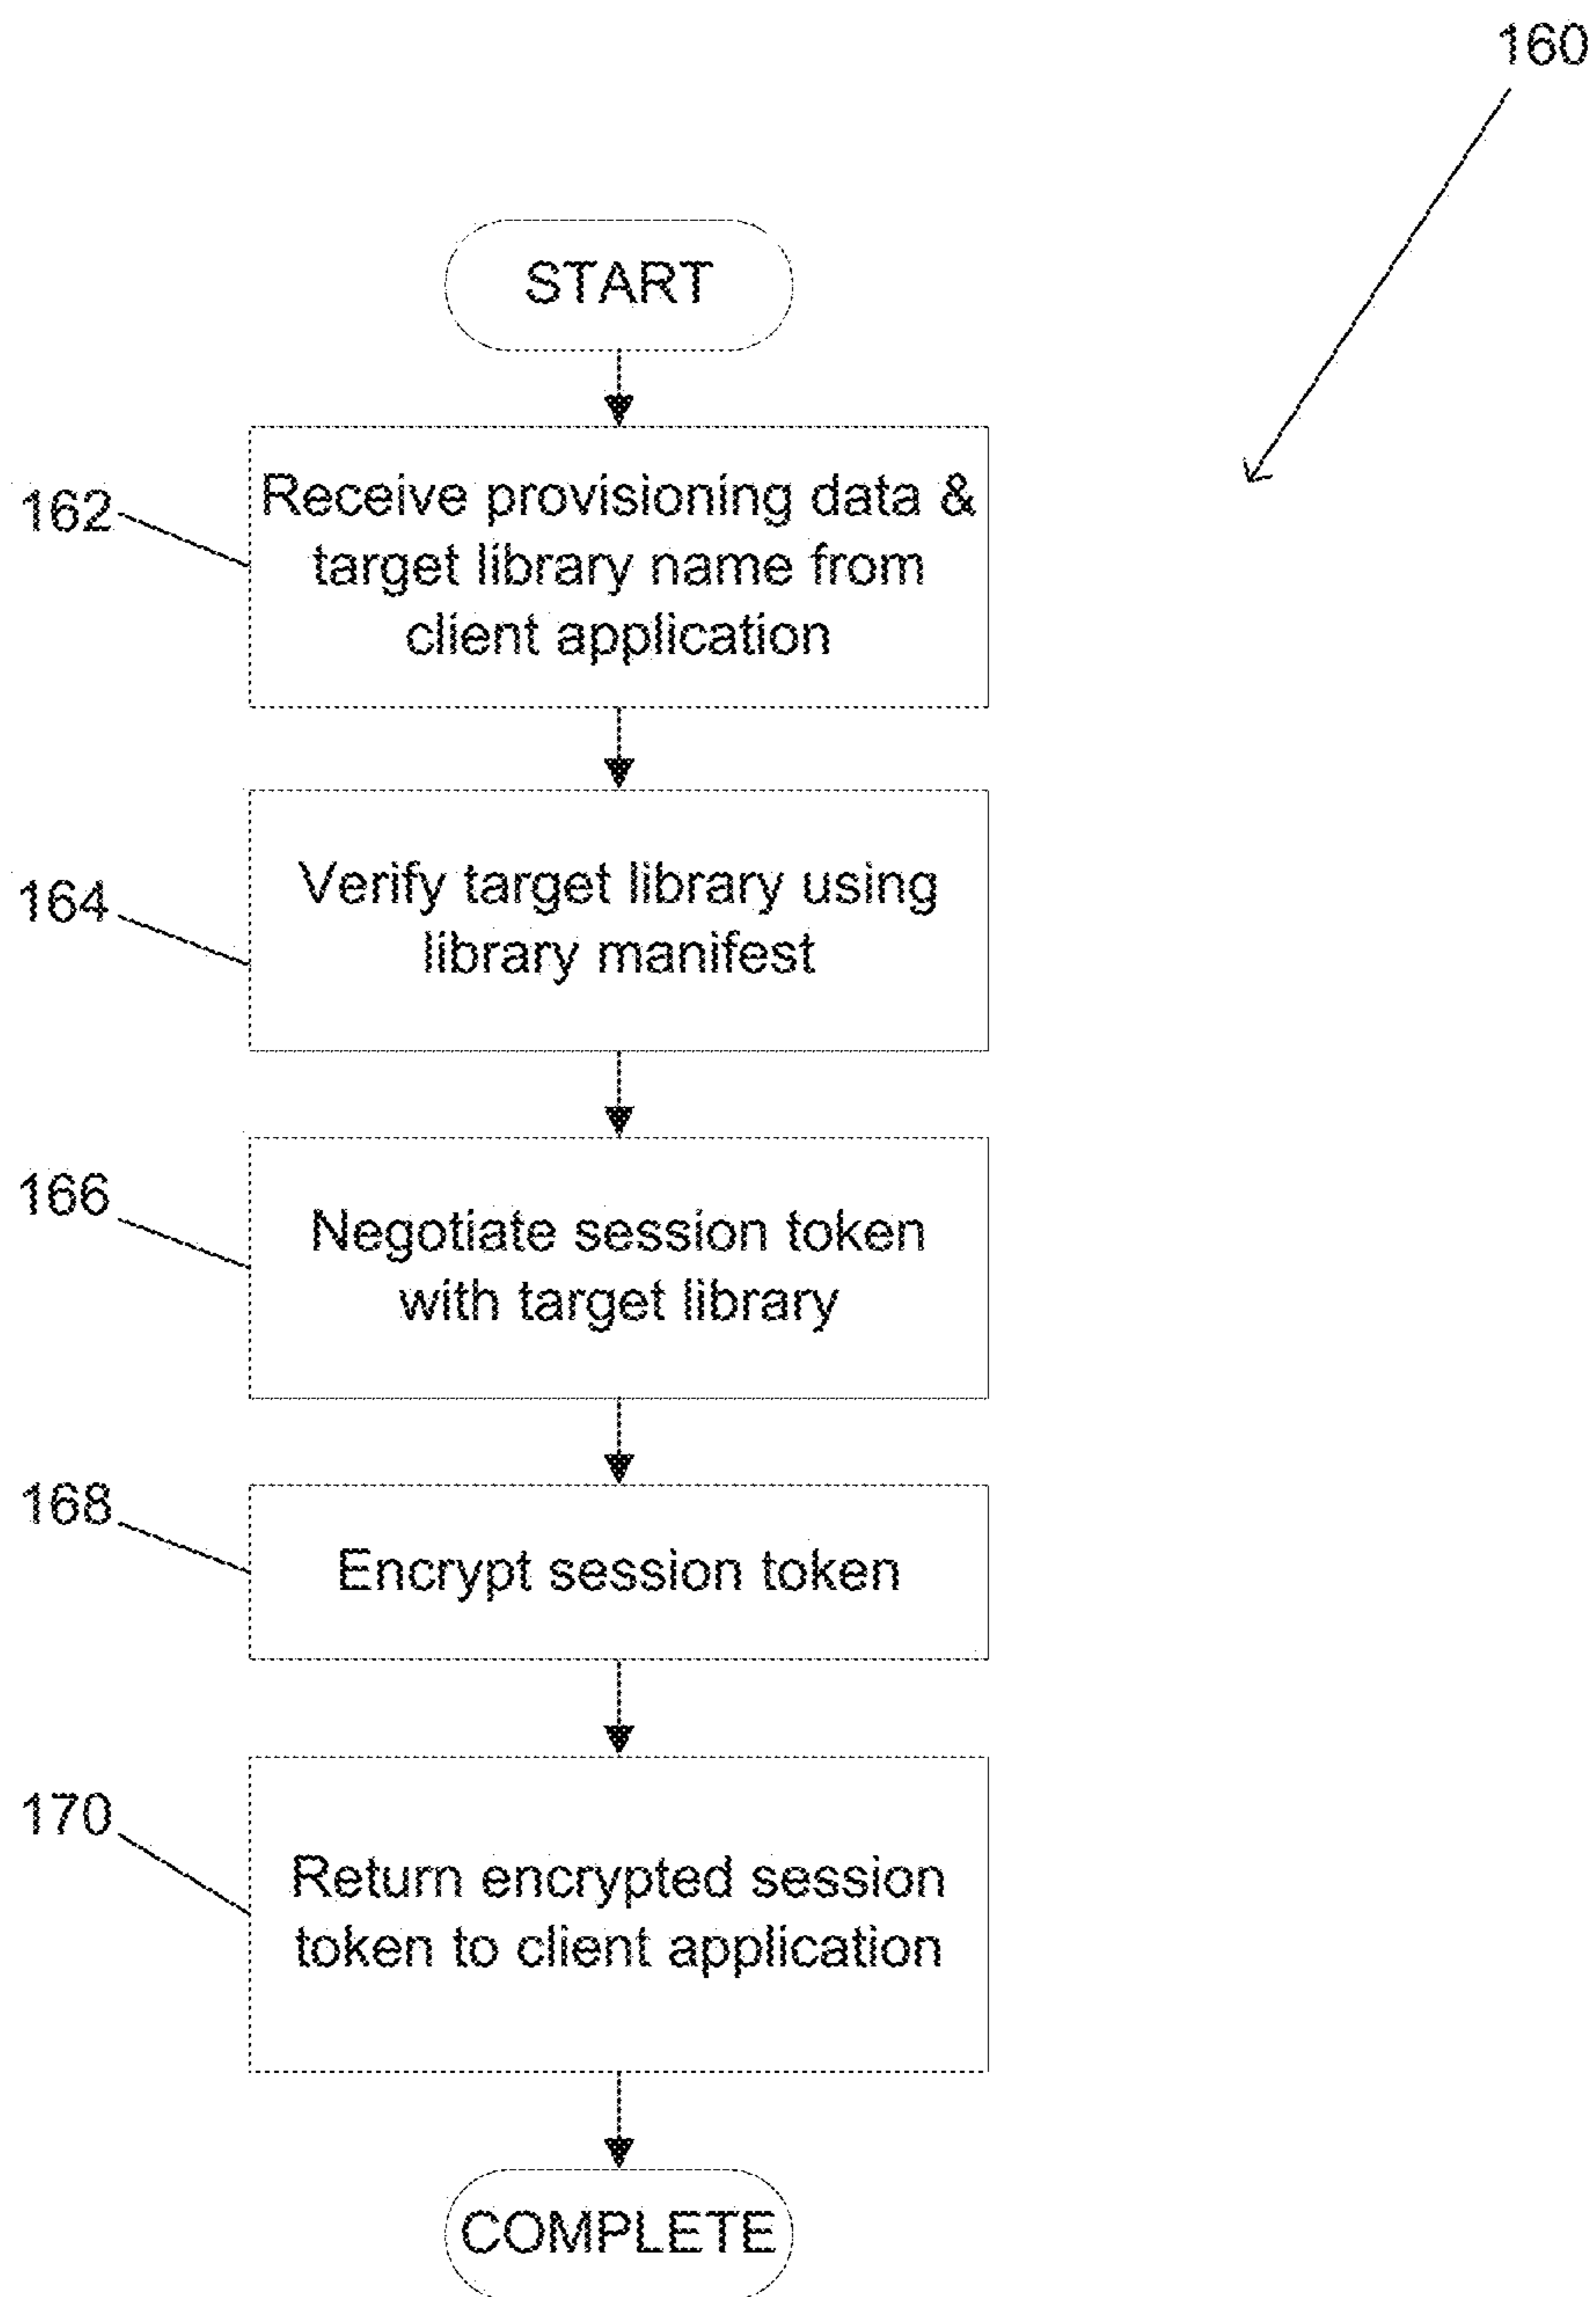 160
START
162
Receive provisioning data &
target library name from
client application
164
Verify target library using
library manifest
166
Negotiate session token
with target library
168
Encrypt session token
170
Return encrypted session
token to client application
COMPLETE